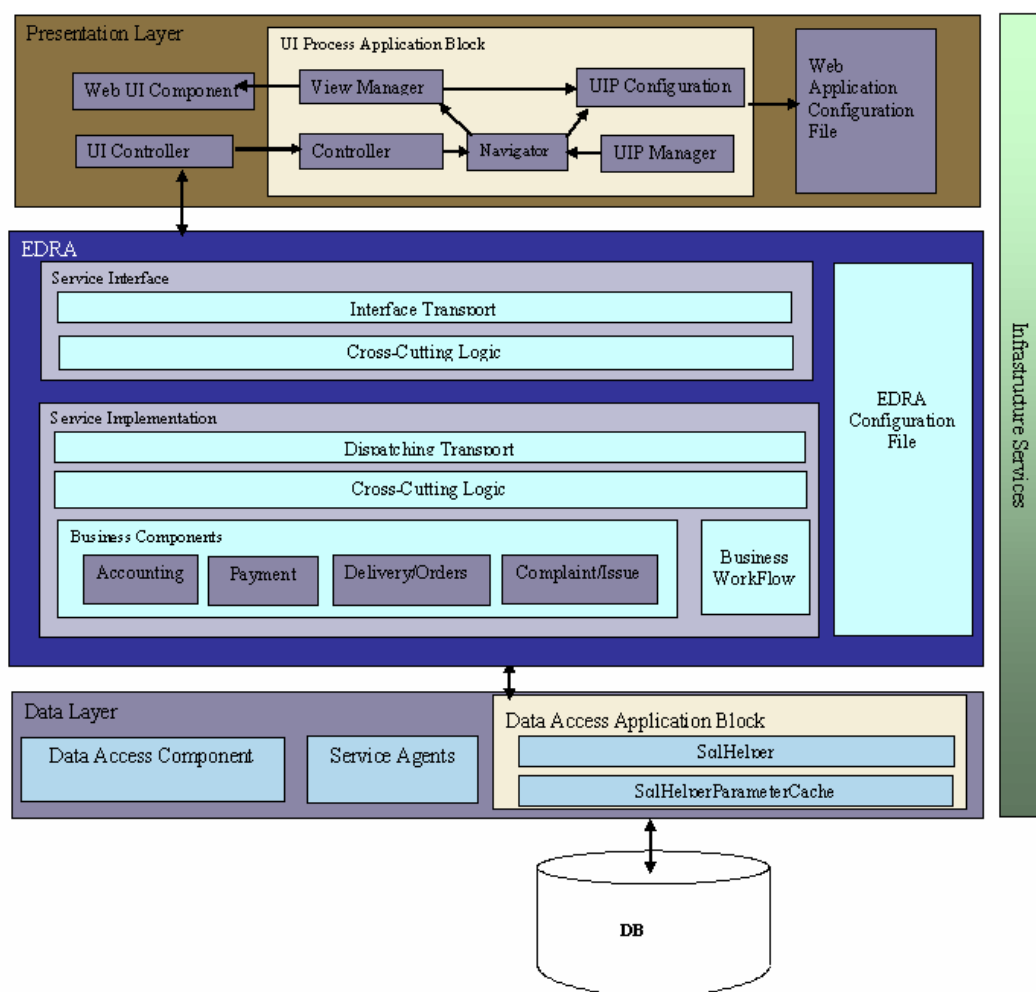 Presentation Layer
UI Process Application Block
Web UI Component
View Manager
UIP Configuration
Web
Application
Configuration
File
UI Controller
Controller
Navigator
UIP Manager
EDRA
Service Interface
Interface Transport
Cross-Cutting Logic
EDRA
Configuration
File
Service Implementation
Dispatching Transport
Cross-Cutting Logic
Business Components
Accounting
Payment
Delivery/Orders
Complaint/Issue
Business
WorkFlow
Infrastructure Services
Data Layer
Data Access Component
Service Agents
Data Access Application Block
SqlHelper
SqlHelperParameterCache
DB